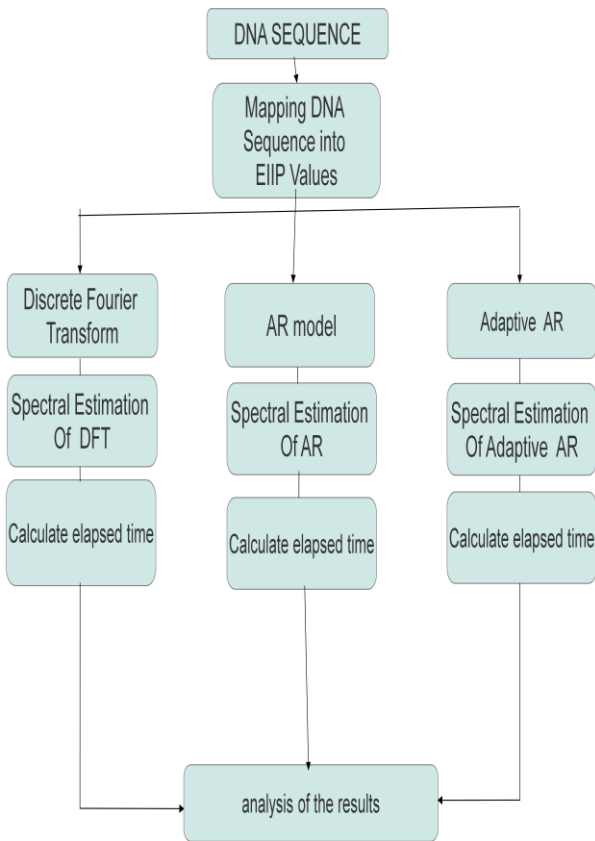 DNA SEQUENCE
Mapping DNA
Sequence into
EIIP Values
Discrete Fourier
Transform
AR model
Adaptive AR
Spectral Estimation
Of DFT
Spectral Estimation
Of AR
Spectral Estimation
Of Adaptive AR
Calculate elapsed time
Calculate elapsed time
Calculate elapsed time
analysis of the results